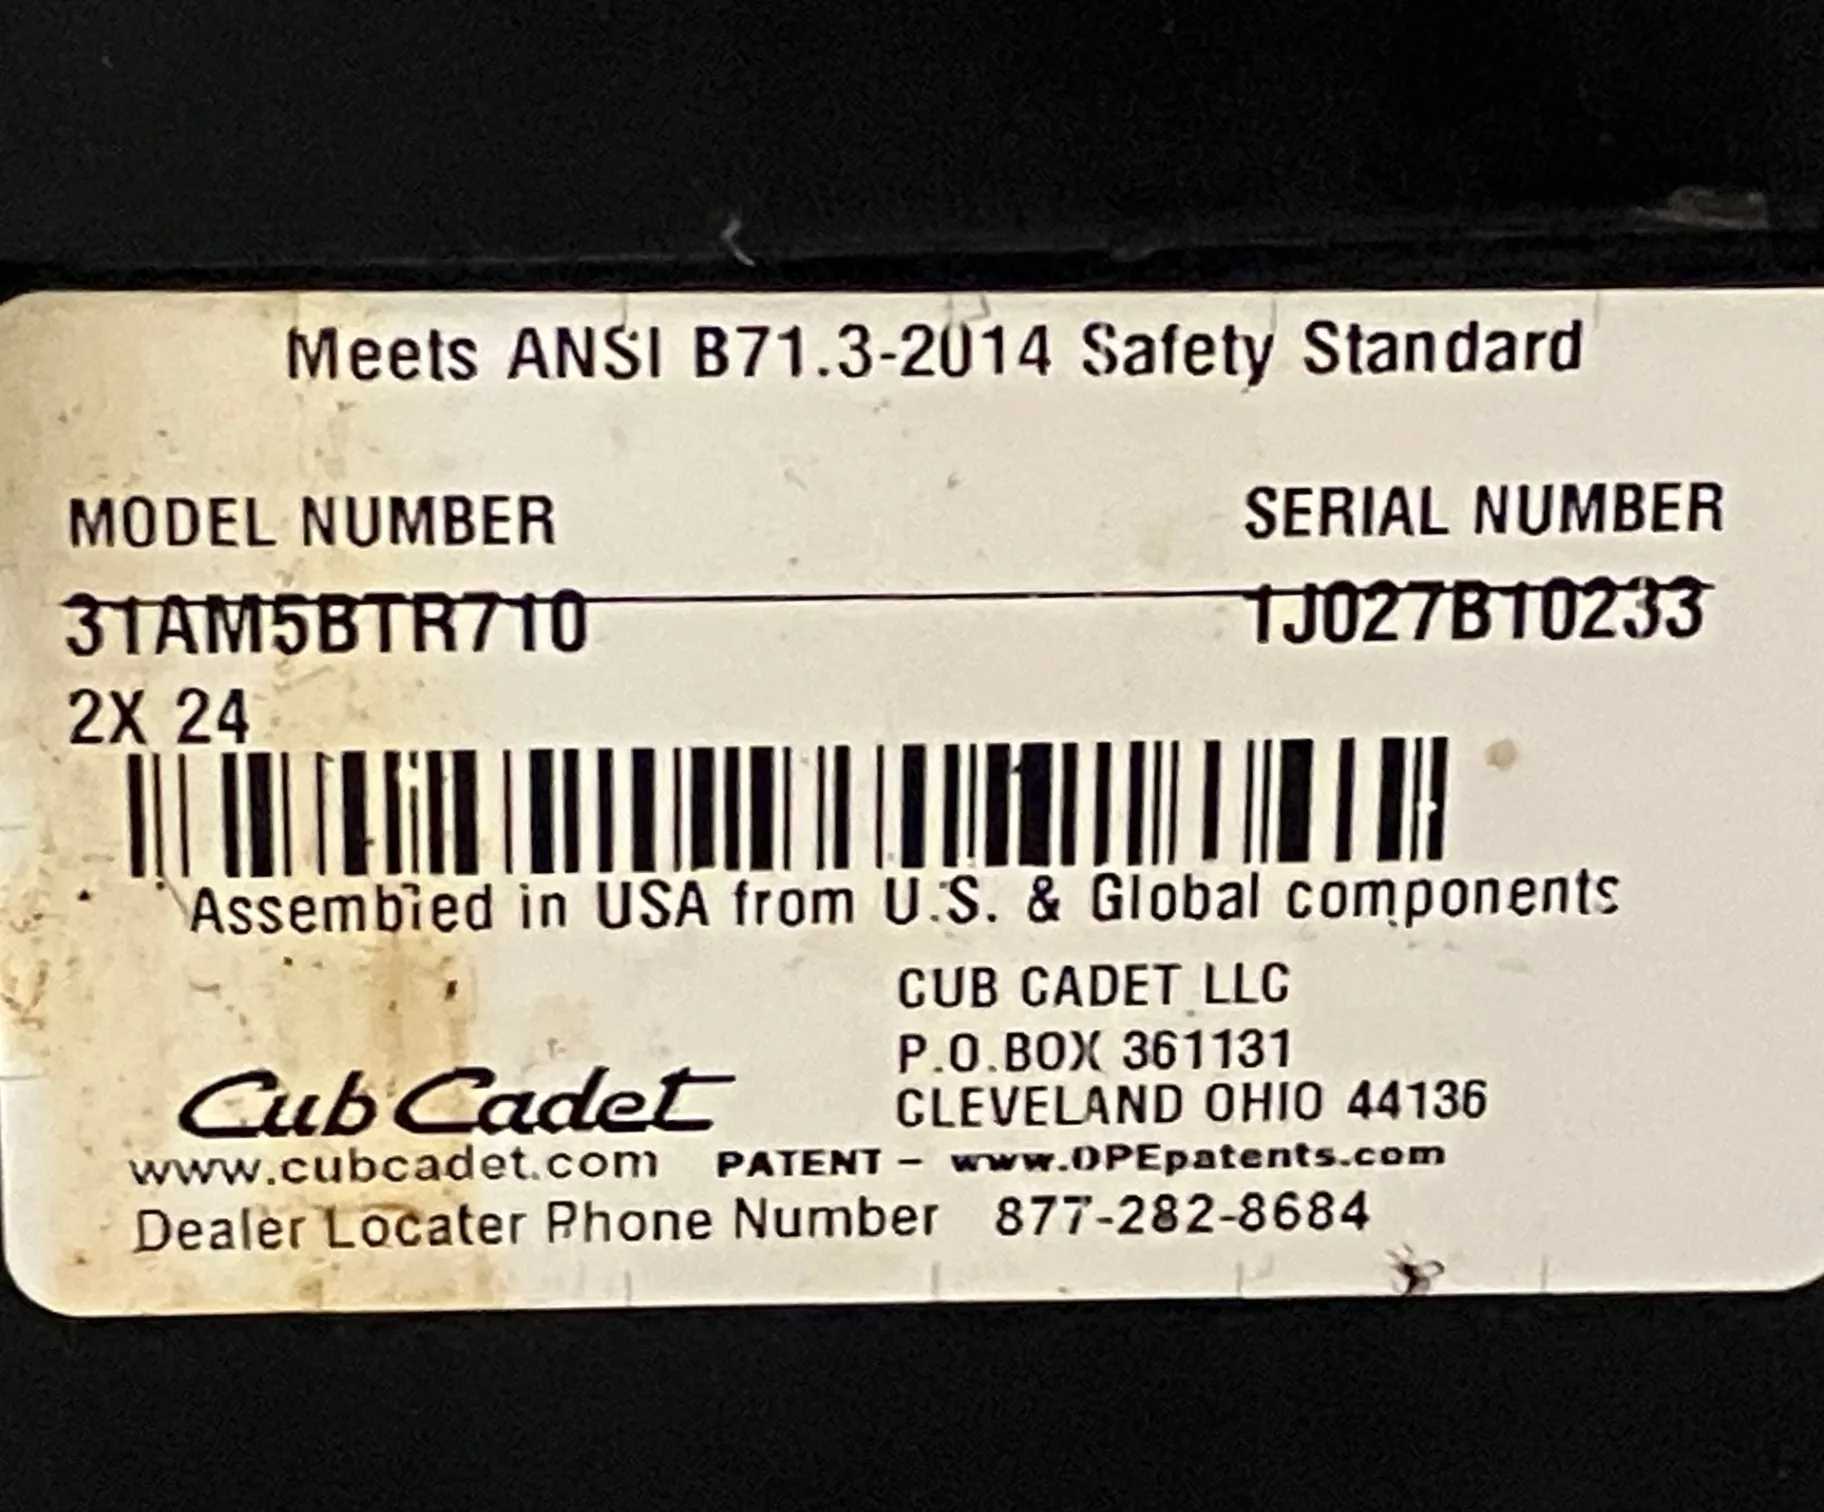 Meets ANSI B71.3-2014 Safety Standard
MODEL NUMBER SERIAL NUMBER
31AM5BTR710 1J027B10233
2X 24
Assembied in USA from U.S. & Global components
CUB CADET LLC
P.O.BOX 361131
CLEVELAND OHIO 44136
Cub Cadet
www.cubcadet.com PATENT - www.OPEpatents.com
Dealer Locater Phone Number 877-282-8684